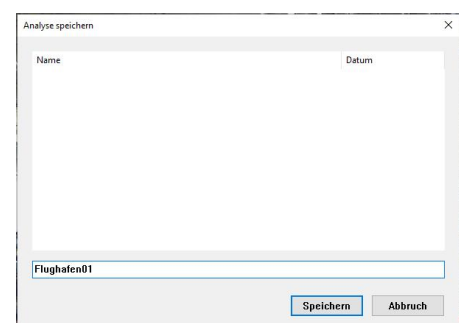 Analyse speichern
Name Datum
Flughafen01
Speichern Abbruch